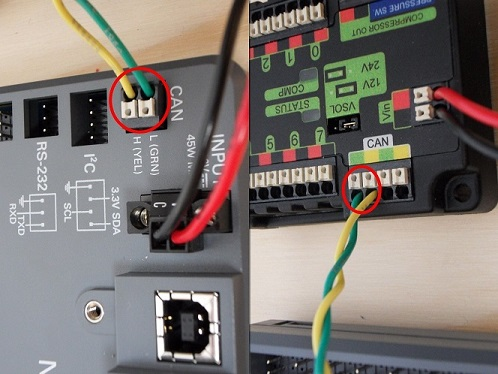 CAN
L (GRN)
H (YEL)
INPUT
45W
RS-232
I²C
3.3V SDA
SCL
TXD
RXD
C
N
PRESSURE SW
COMPRESSOR OUT
0
1
2
24V
12V
COMP
STATUS
VSOL
Vin
7
6
5
CAN